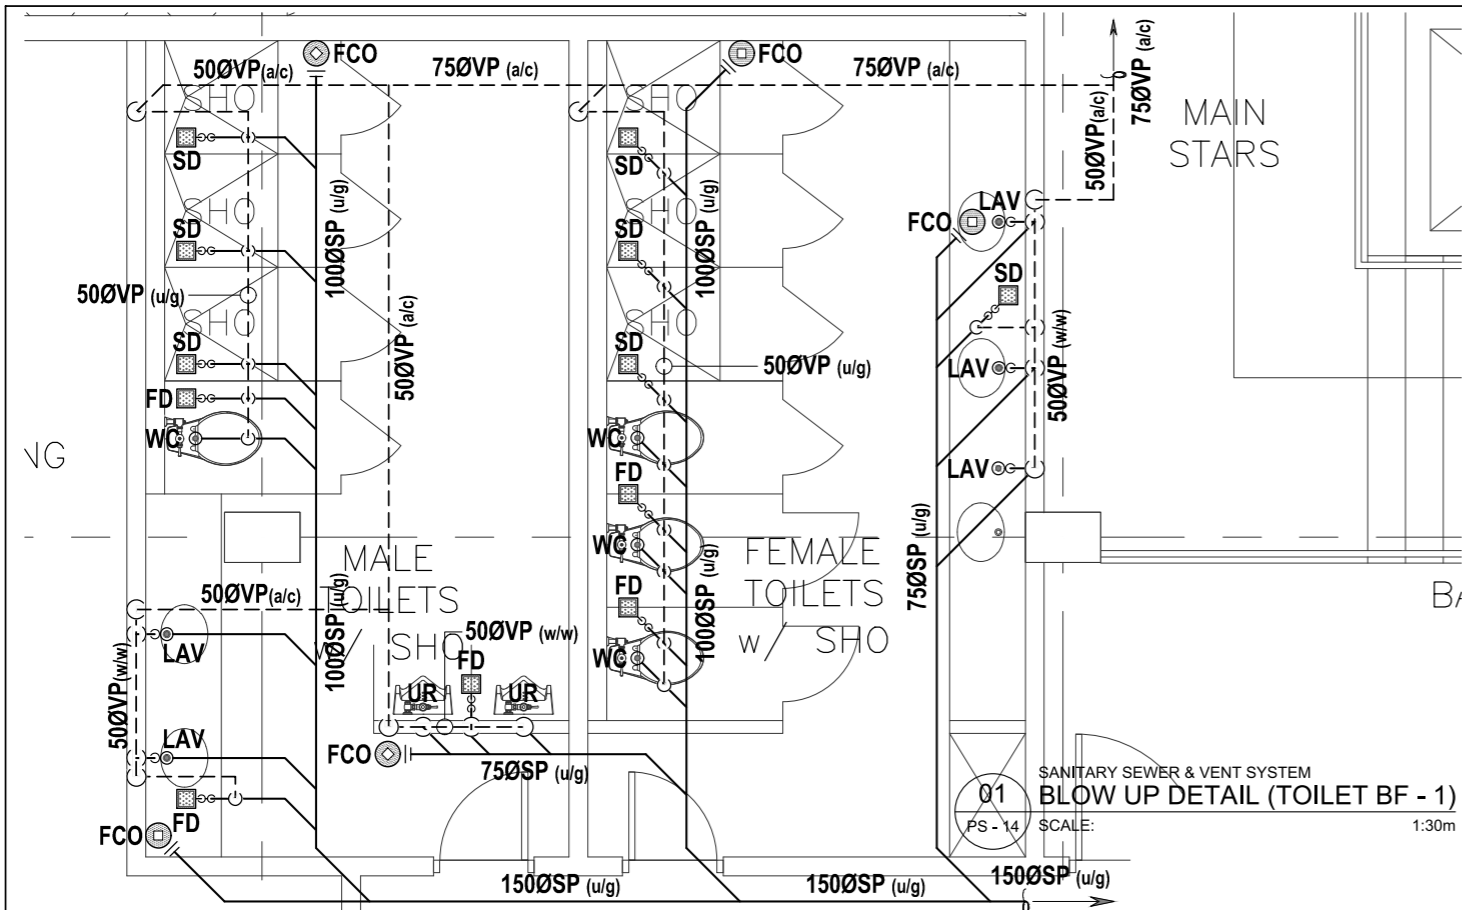 FCO
50ØVP(a/c)
75ØVP (a/c)
FCO
75ØVP (a/c)
75ØVP (a/c)
50ØVP(a/c)
MAIN
STARS
SHO
SHO
SD
SD
100ØSP (u/g)
100ØSP (u/g)
LAV
FCO
SHO
SHO
SD
SD
SD
50ØVP (u/g)
50ØVP (a/c)
SHO
SHO
50ØVP (w/w)
SD
SD
50ØVP (u/g)
LAV
FD
WC
WC
NG
LAV
FD
75ØSP (u/g)
MALE
TOILETS
w/ SHO
WC
FEMALE
TOILETS
w/ SHO
50ØVP(a/c)
100ØSP (u/g)
FD
100ØSP (u/g)
BA
50ØVP (w/w)
LAV
FD
WC
50ØVP(w/w)
UR
UR
LAV
FCO
75ØSP (u/g)
FD
FCO
01
PS - 14
SANITARY SEWER & VENT SYSTEM
BLOW UP DETAIL (TOILET BF - 1)
SCALE:
1:30m
150ØSP (u/g)
150ØSP (u/g)
150ØSP (u/g)